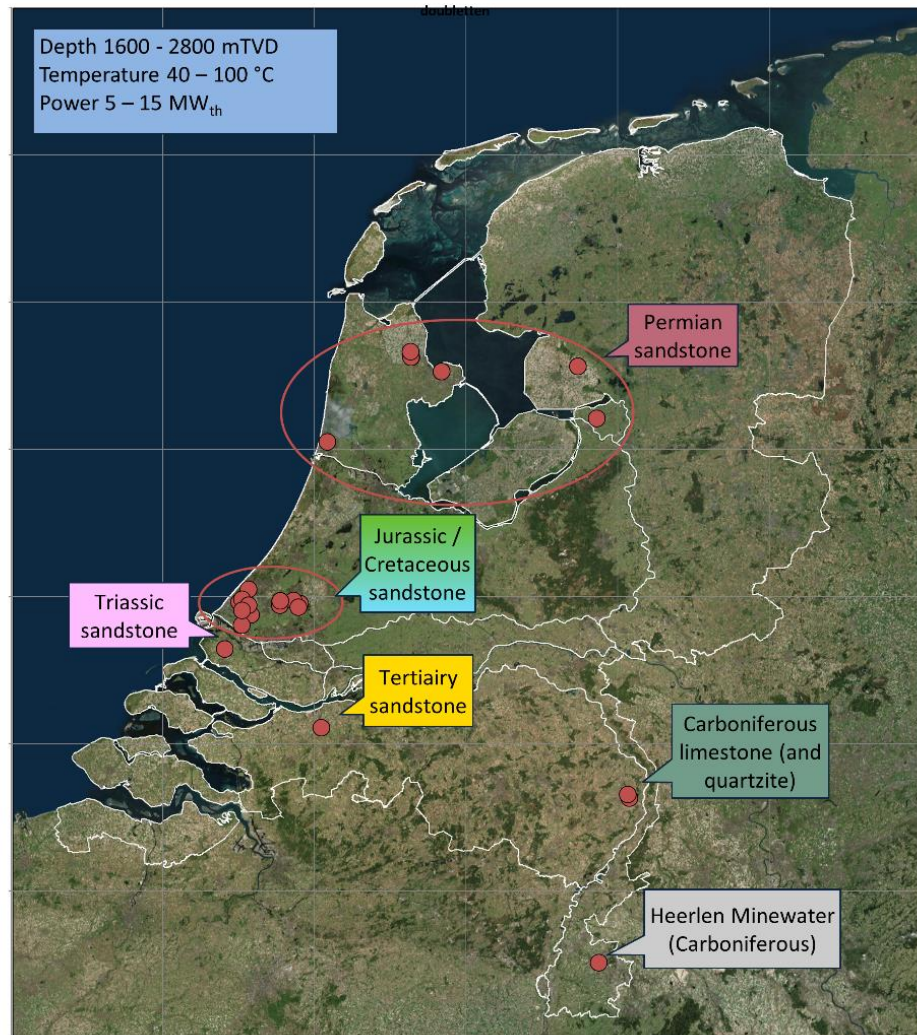 doubletten
Depth 1600 - 2800 mTVD
Temperature 40 – 100 °C
Power 5 – 15 MWth
Permian
sandstone
Jurassic /
Cretaceous
sandstone
Triassic
sandstone
Tertiairy
sandstone
Carboniferous
limestone (and
quartzite)
Heerlen Minewater
(Carboniferous)